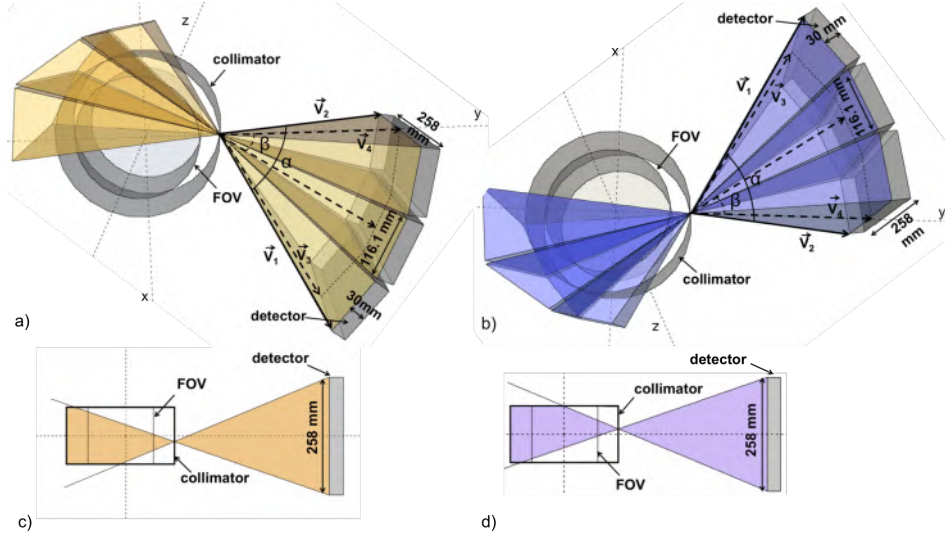 z
collimator
y
V₂
258
mm
V₄
β
α
FOV
V₁
V₃
116.1 mm
30mm
detector
x
a)
detector
30 mm
x
V₁
V₃
116.1 mm
y
FOV
α
β
V₄
V₂
258
mm
collimator
z
b)
detector
FOV
258 mm
collimator
c)
detector
collimator
258 mm
FOV
d)